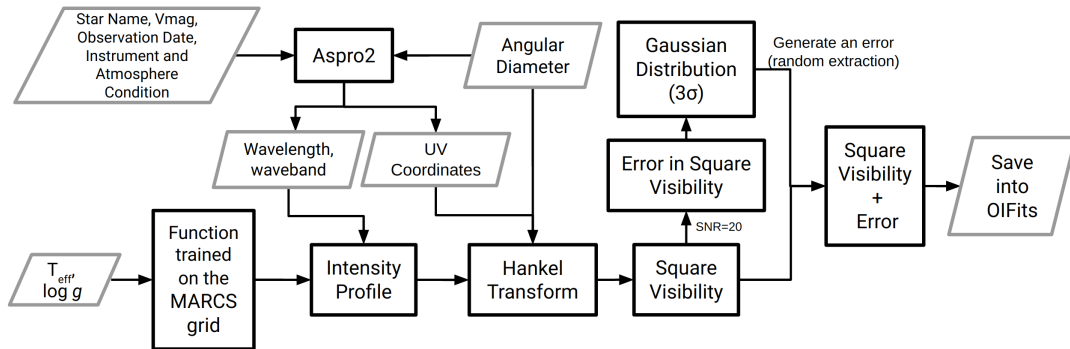 Star Name, Vmag,
Observation Date,
Instrument and
Atmosphere
Condition
Aspro2
Angular
Diameter
Gaussian
Distribution
(3σ)
Generate an error
(random extraction)
Wavelength,
waveband
UV
Coordinates
Error in Square
Visibility
Square
Visibility
+
Error
Save
into
OIFits
SNR=20
T_eff,
log g
Function
trained
on the
MARCS
grid
Intensity
Profile
Hankel
Transform
Square
Visibility